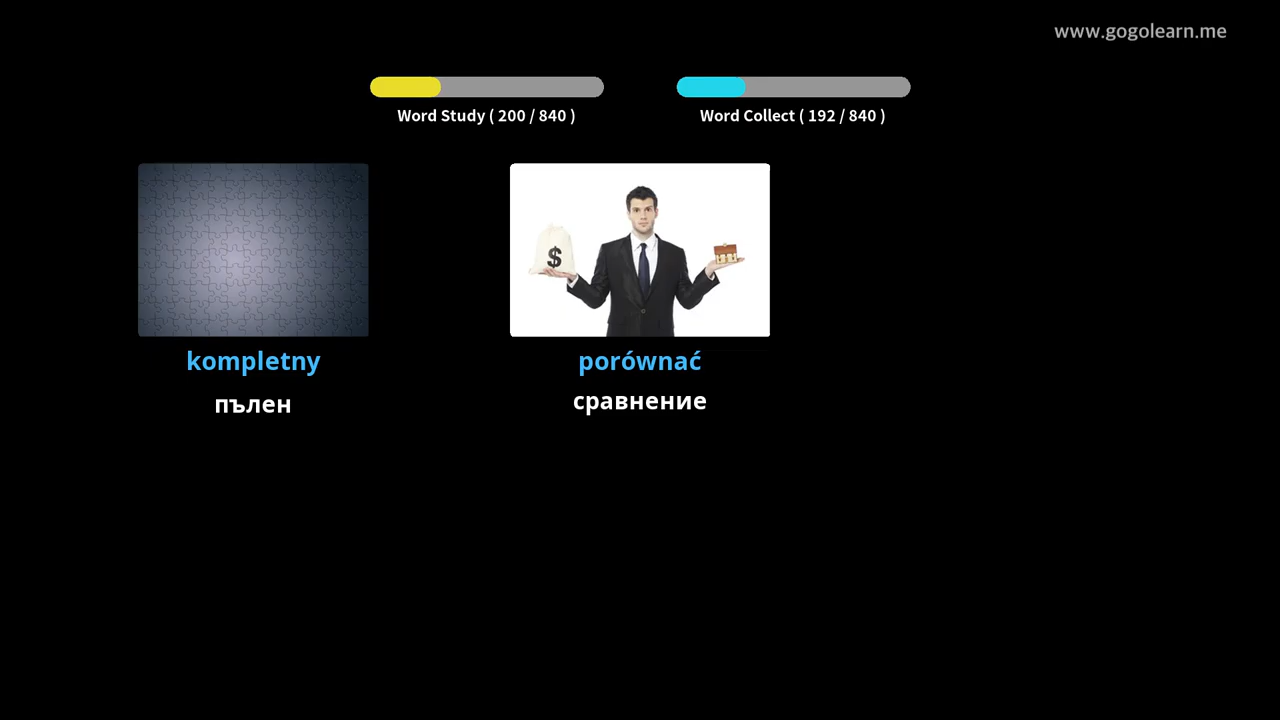 www.gogolearn.me
Word Study ( 200 / 840 )
Word Collect ( 192 / 840 )
$
kompletny
porównać
пълен
сравнение